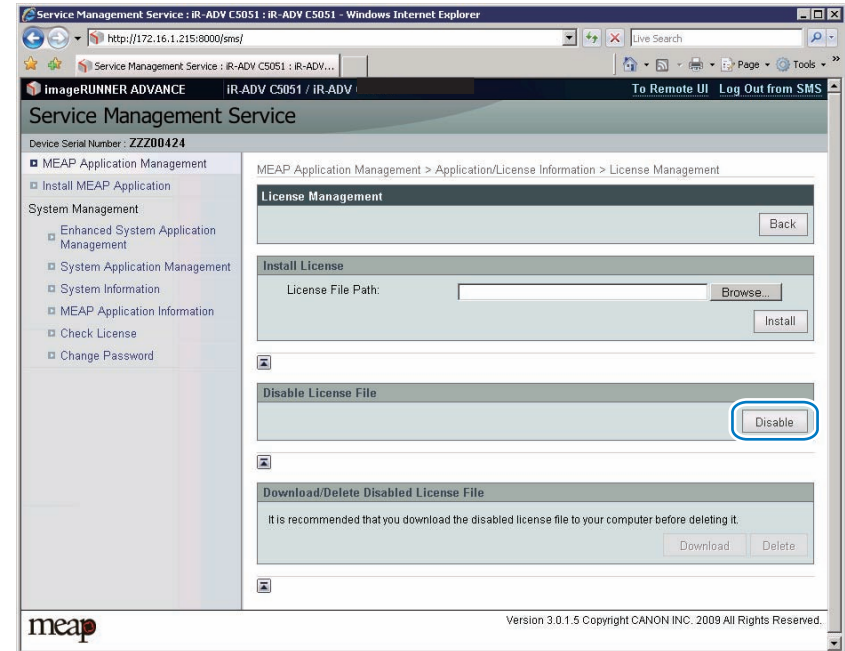 Service Management Service : iR-ADV C5051 : iR-ADV C5051 - Windows Internet Explorer
http://172.16.1.215:8000/sms/
Live Search
Service Management Service : iR-ADV C5051 : iR-ADV...
Page
Tools
imageRUNNER ADVANCE
iR-ADV C5051 / iR-ADV
To Remote UI
Log Out from SMS
Service Management Service
Device Serial Number : ZZZ00424
MEAP Application Management
Install MEAP Application
System Management
Enhanced System Application
Management
System Application Management
System Information
MEAP Application Information
Check License
Change Password
MEAP Application Management > Application/License Information > License Management
License Management
Back
Install License
License File Path:
Browse...
Install
Disable License File
Disable
Download/Delete Disabled License File
It is recommended that you download the disabled license file to your computer before deleting it.
Download
Delete
meap
Version 3.0.1.5 Copyright CANON INC. 2009 All Rights Reserved.